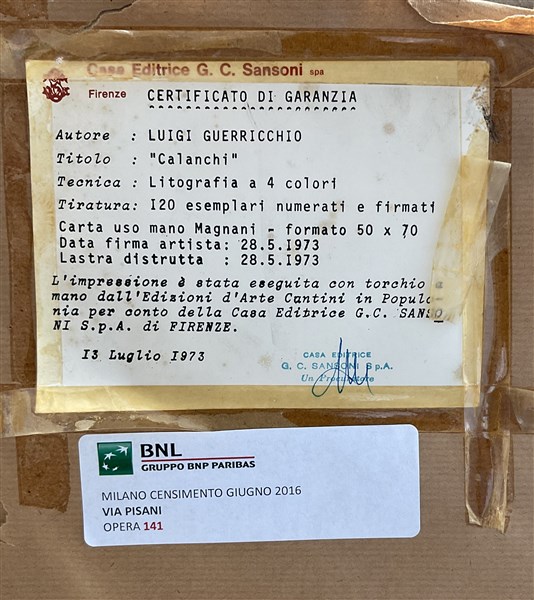 Casa Editrice G. C. Sansoni spa
Firenze CERTIFICATO DI GARANZIA
Autore : LUIGI GUERRICCHIO
Titolo : "Calanchi"
Tecnica : Litografia a 4 colori
Tiratura: I20 esemplari numerati e firmati
Carta uso mano Magnani - formato 50 x 70
Data firma artista: 28.5.I973
Lastra distrutta : 28.5.I973
L'impressione è stata eseguita con torchio a
mano dall'Edizioni d'Arte Cantini in Populo-
nia per conto della Casa Editrice G.C. SANSO
NI S.p.A. di FIRENZE.
I3 Luglio I973
CASA EDITRICE
G. C. SANSONI S.p.A.
Un Procuratore
BNL
GRUPPO BNP PARIBAS
MILANO CENSIMENTO GIUGNO 2016
VIA PISANI
OPERA 141